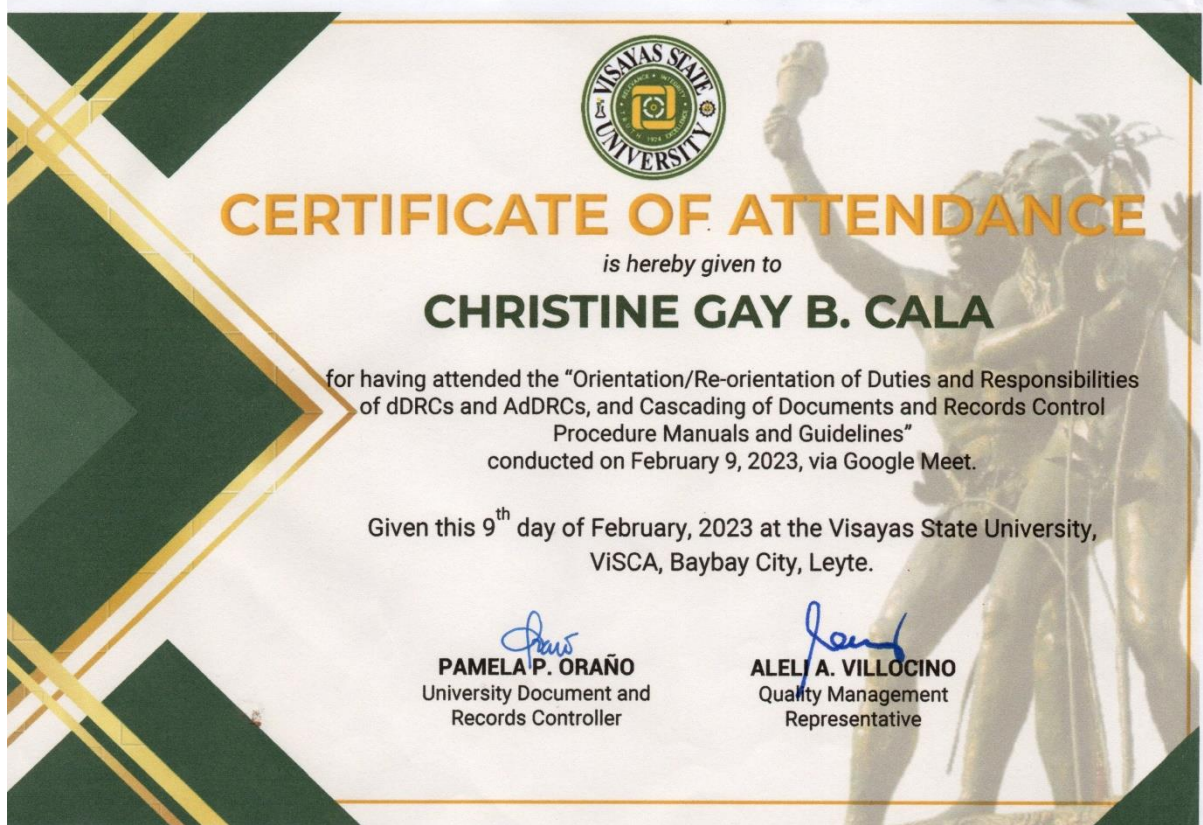 VISAYAS STATE UNIVERSITY
CERTIFICATE OF ATTENDANCE
is hereby given to
CHRISTINE GAY B. CALA
for having attended the “Orientation/Re-orientation of Duties and Responsibilities
of dDRCs and AdDRCs, and Cascading of Documents and Records Control
Procedure Manuals and Guidelines”
conducted on February 9, 2023, via Google Meet.
Given this 9th day of February, 2023 at the Visayas State University,
ViSCA, Baybay City, Leyte.
PAMELA P. ORAÑO
University Document and
Records Controller
ALELI A. VILLOCINO
Quality Management
Representative